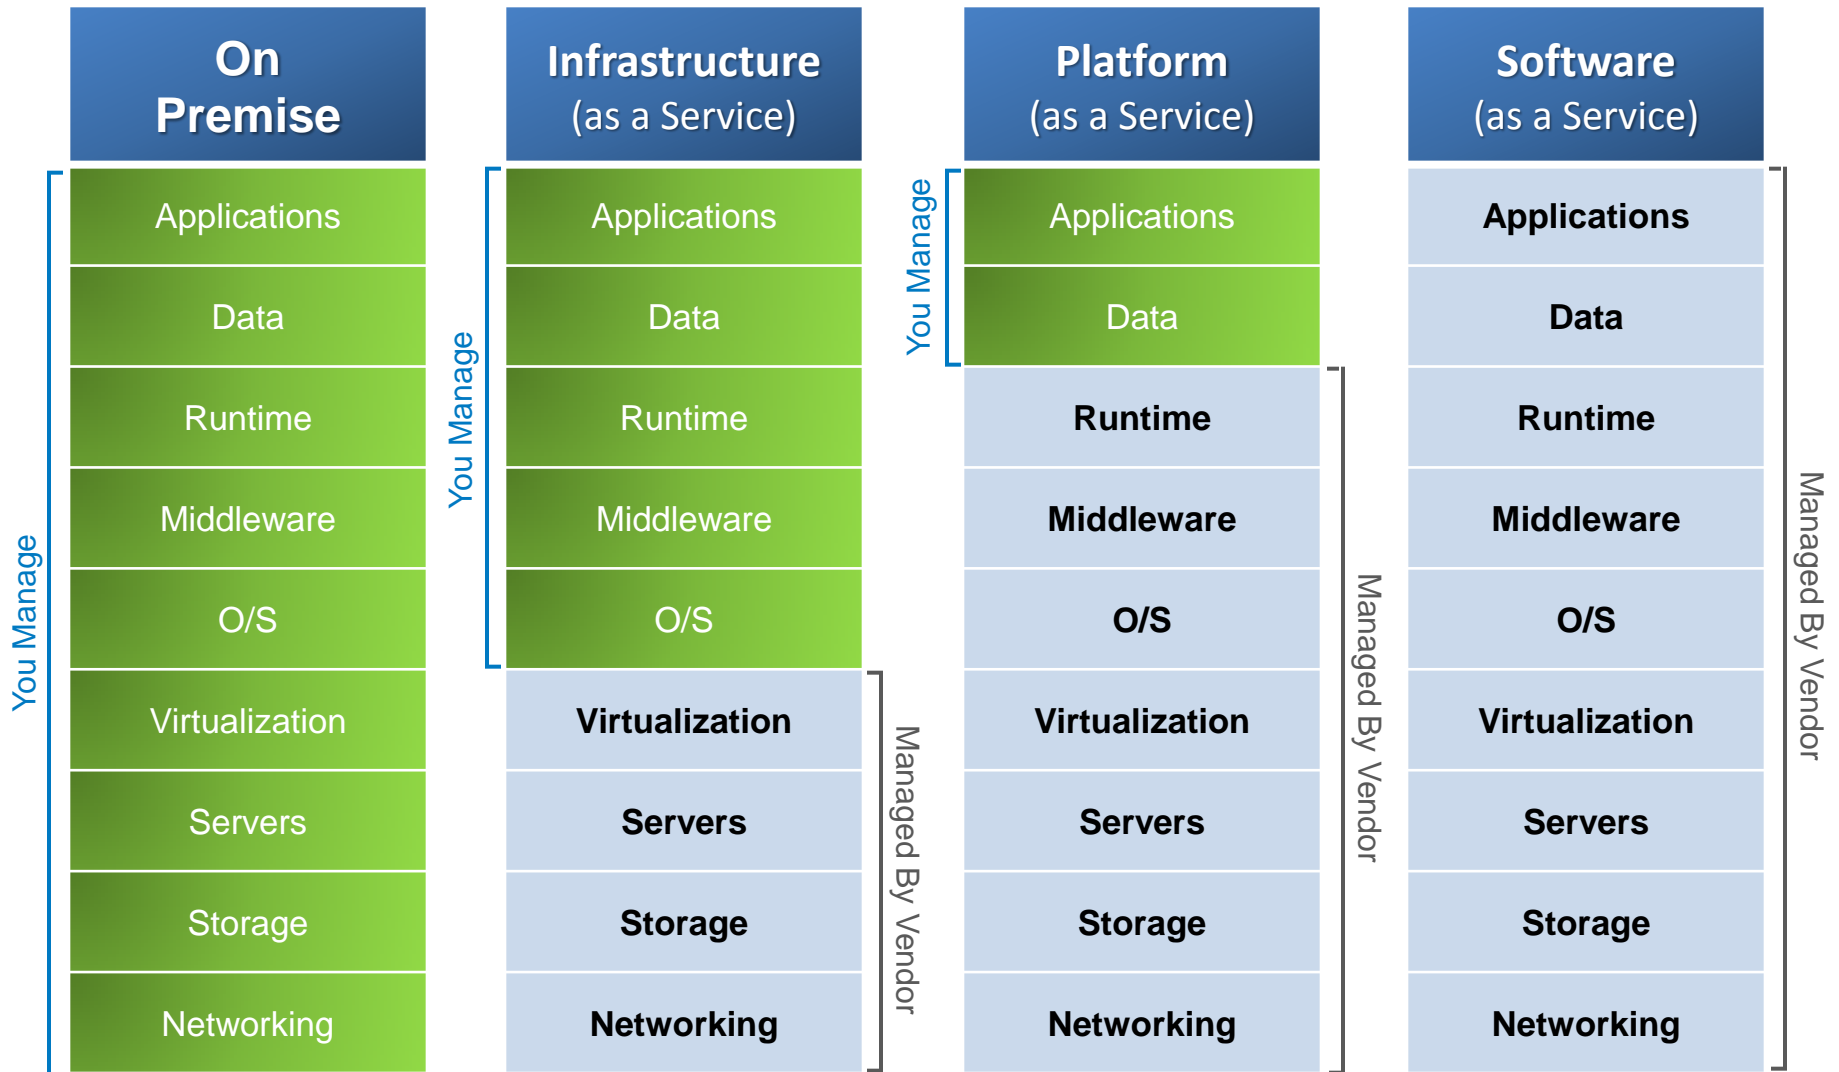 On
Premise
You Manage
Applications
Data
Runtime
Middleware
O/S
Virtualization
Servers
Storage
Networking
Infrastructure
(as a Service)
You Manage
Applications
Data
Runtime
Middleware
O/S
Virtualization
Servers
Storage
Networking
Managed By Vendor
Platform
(as a Service)
You Manage
Applications
Data
Runtime
Middleware
O/S
Virtualization
Servers
Storage
Networking
Managed By Vendor
Software
(as a Service)
Applications
Data
Runtime
Middleware
O/S
Virtualization
Servers
Storage
Networking
Managed By Vendor